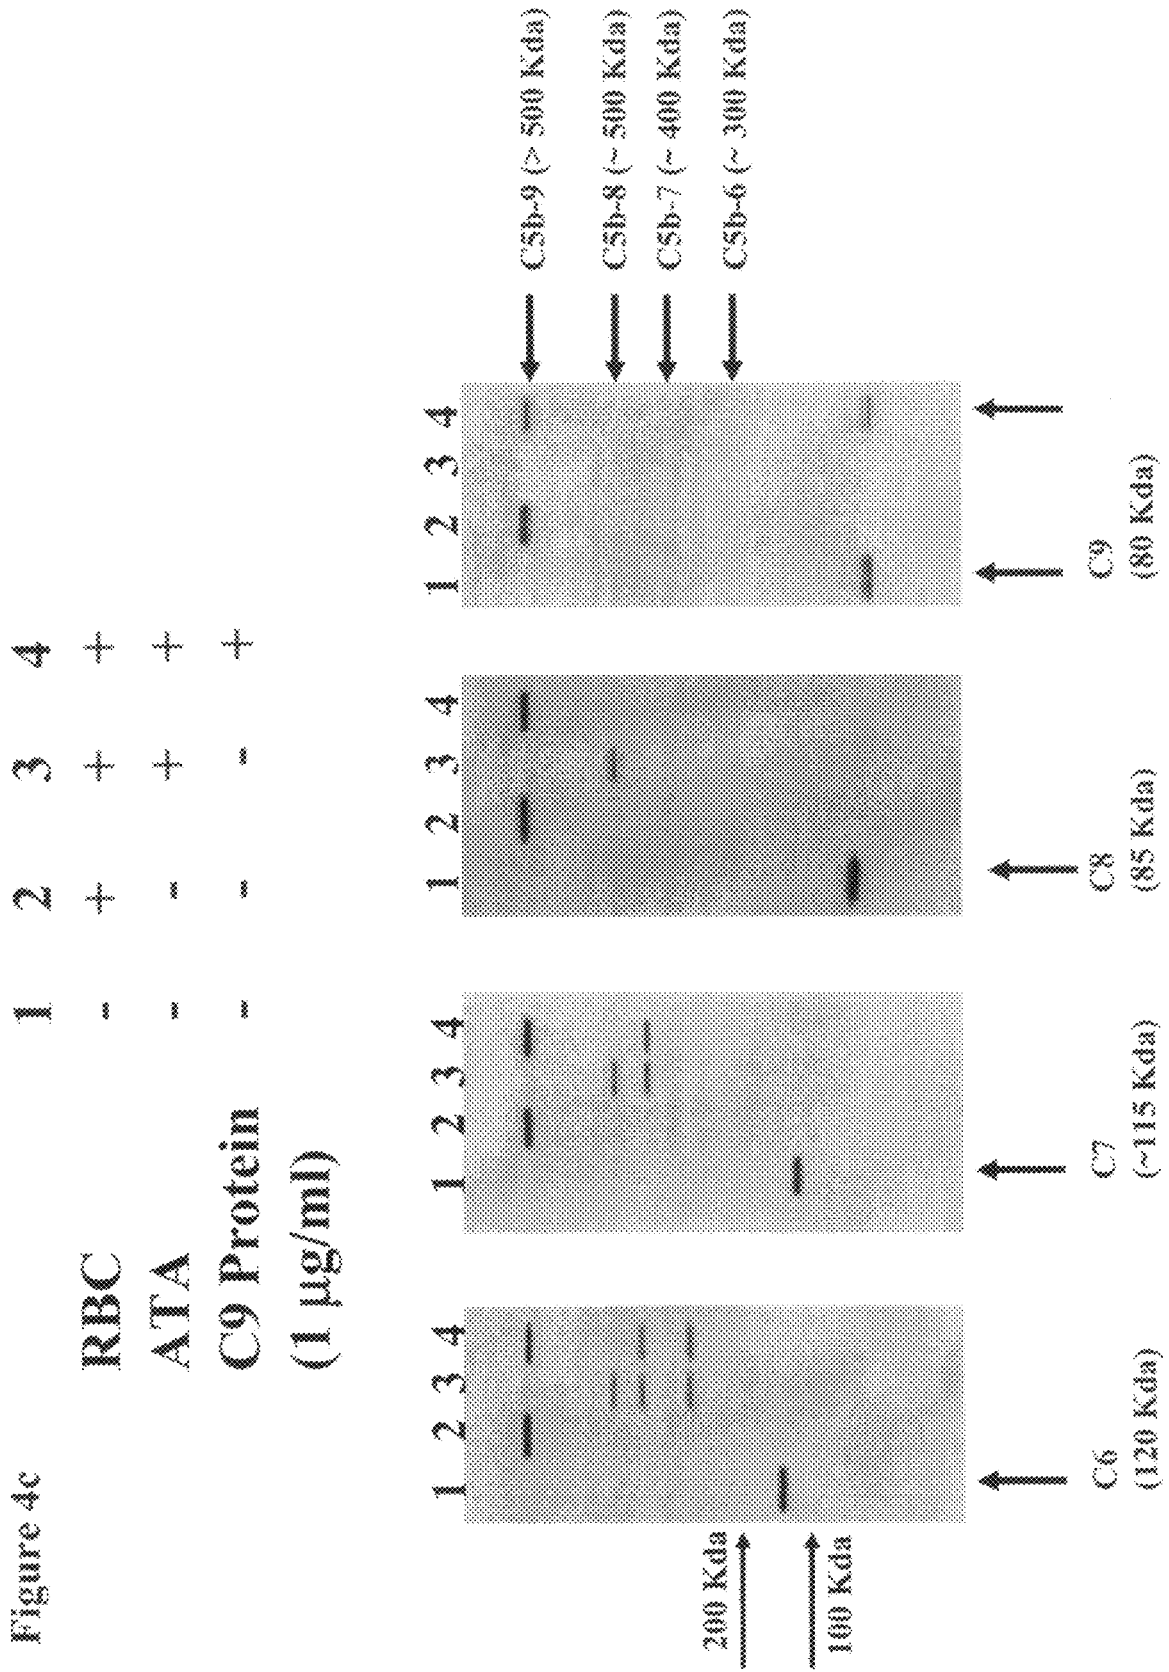 Figure 4c
1 2 3 4
RBC - + + +
ATA - - + +
C9 Protein - - - +
(1 µg/ml)
1 2 3 4
1 2 3 4
1 2 3 4
1 2 3 4
C5b-9 (> 500 Kda)
C5b-8 (~ 500 Kda)
C5b-7 (~ 400 Kda)
C5b-6 (~ 300 Kda)
200 Kda
100 Kda
C6
(120 Kda)
C7
(~115 Kda)
C8
(85 Kda)
C9
(80 Kda)